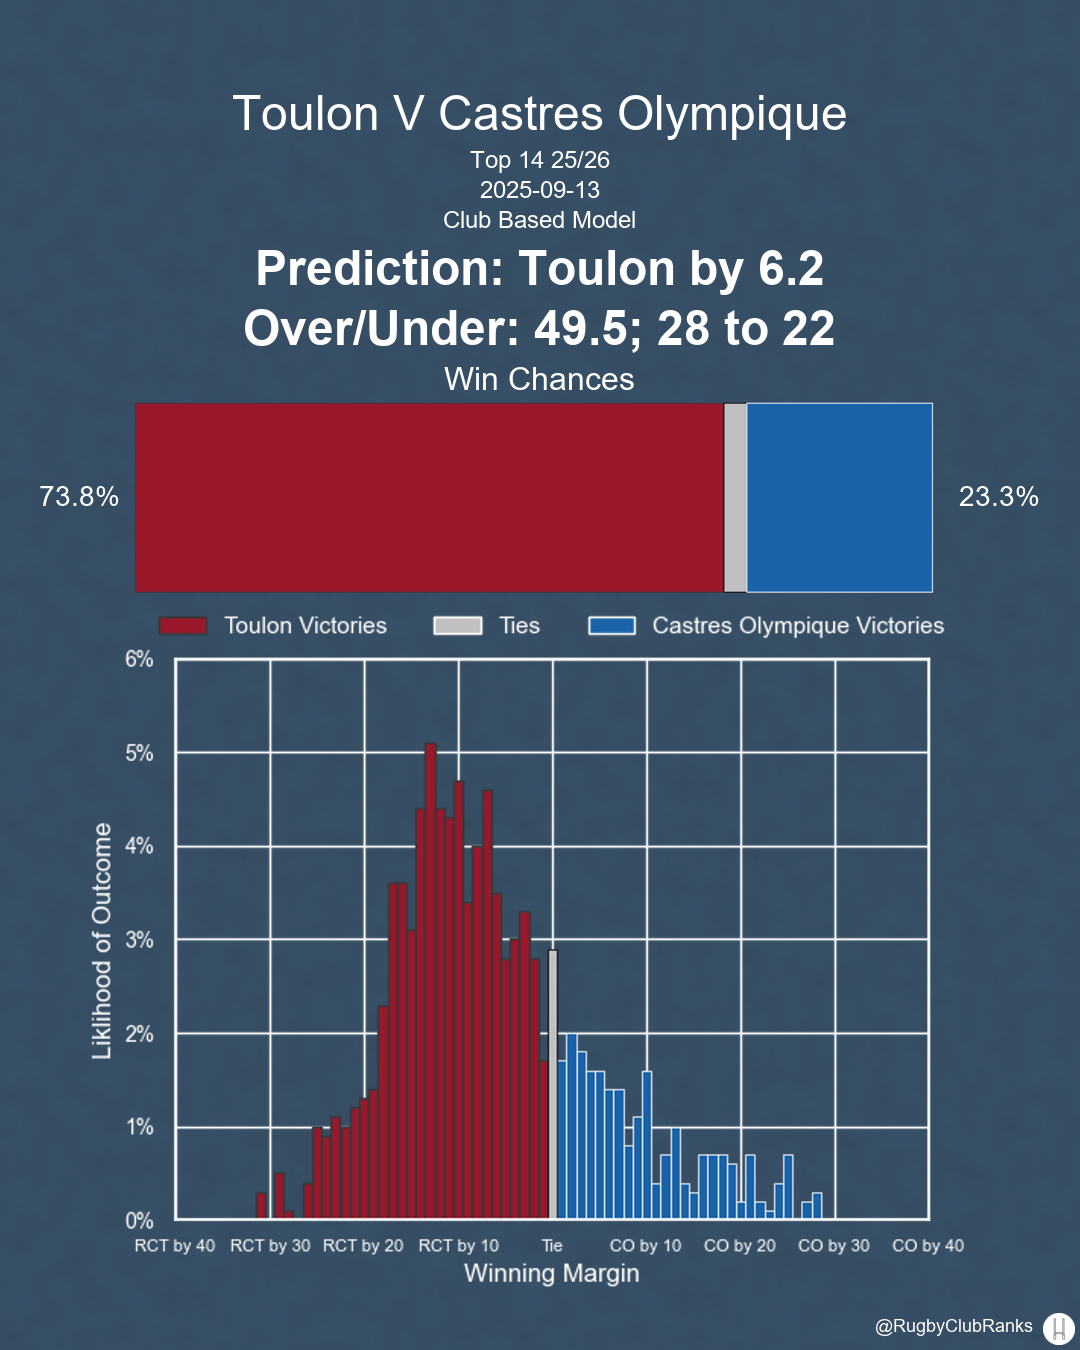 Toulon V Castres Olympique
Top 14 25/26
2025-09-13
Club Based Model
Prediction: Toulon by 6.2
Over/Under: 49.5; 28 to 22
Win Chances
73.8%
23.3%
Toulon Victories
Ties
Castres Olympique Victories
6%
5%
4%
3%
2%
1%
0%
Liklihood of Outcome
RCT by 40
RCT by 30
RCT by 20
RCT by 10
Tie
CO by 10
CO by 20
CO by 30
CO by 40
Winning Margin
@RugbyClubRanks